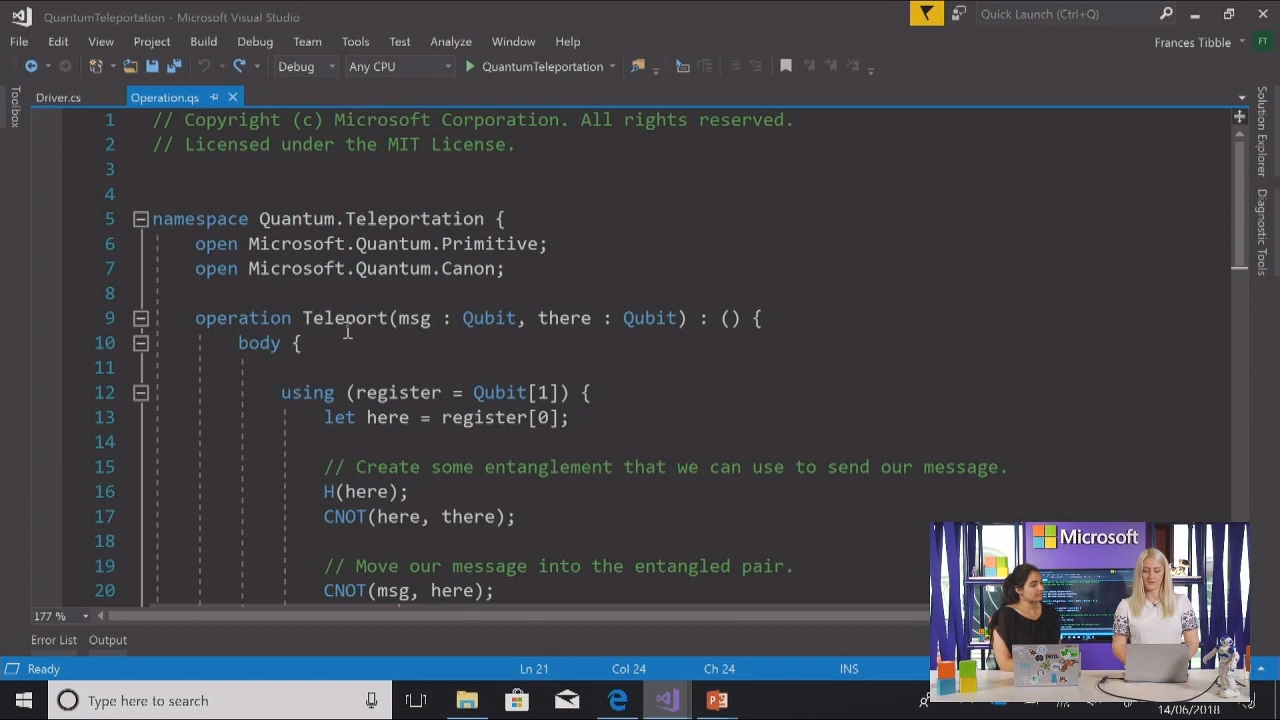 QuantumTeleportation - Microsoft Visual Studio
Quick Launch (Ctrl+Q)
File Edit View Project Build Debug Team Tools Test Analyze Window Help
Frances Tibble FT
Debug Any CPU QuantumTeleportation
Toolbox
Driver.cs Operation.qs
Solution Explorer
Diagnostic Tools
1 // Copyright (c) Microsoft Corporation. All rights reserved.
2 // Licensed under the MIT License.
3
4
5 namespace Quantum.Teleportation {
6 open Microsoft.Quantum.Primitive;
7 open Microsoft.Quantum.Canon;
8
9 operation Teleport(msg : Qubit, there : Qubit) : () {
10 body {
11
12 using (register = Qubit[1]) {
13 let here = register[0];
14
15 // Create some entanglement that we can use to send our message.
16 H(here);
17 CNOT(here, there);
18
19 // Move our message into the entangled pair.
20 CNOT(msg, here);
177 %
Microsoft
Error List Output
Ready Ln 21 Col 24 Ch 24 INS
Type here to search
14/06/2018